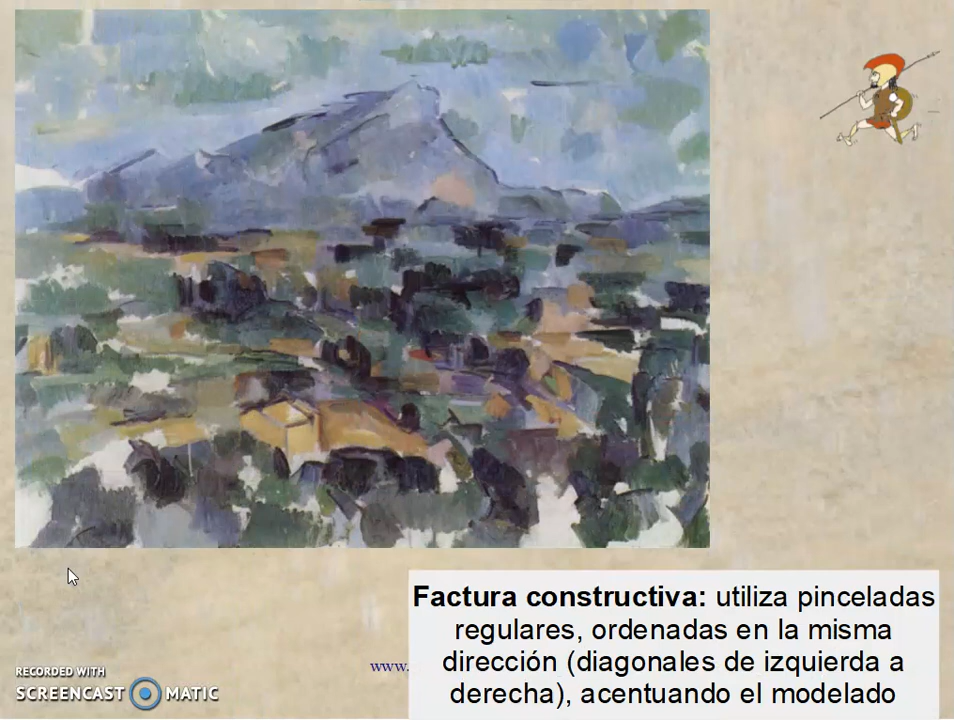 Factura constructiva: utiliza pinceladas
regulares, ordenadas en la misma
dirección (diagonales de izquierda a
derecha), acentuando el modelado
www.
RECORDED WITH
SCREENCAST MATIC